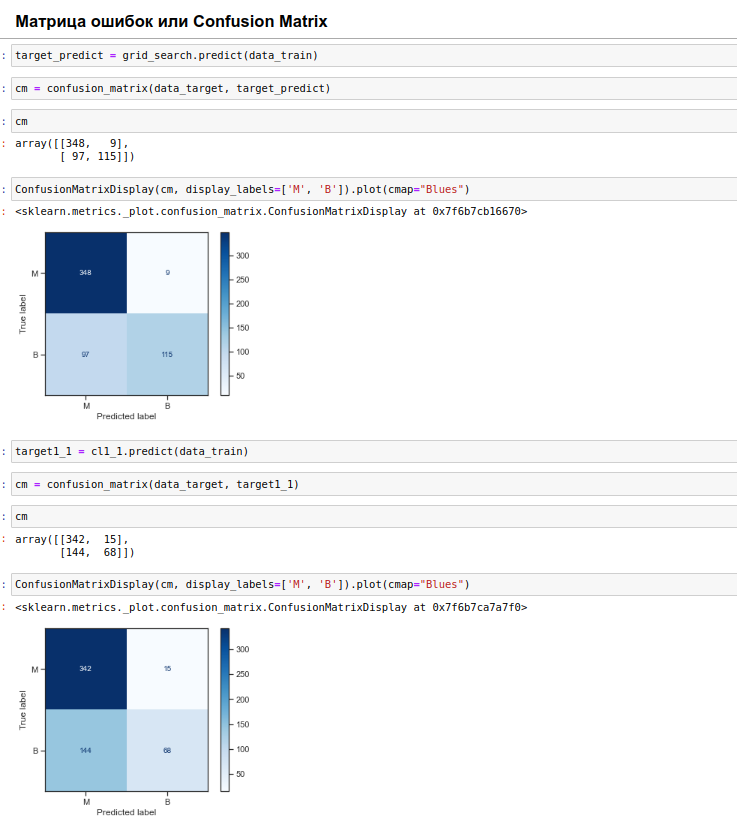 Матрица ошибок или Confusion Matrix
: target_predict = grid_search.predict(data_train)
: cm = confusion_matrix(data_target, target_predict)
: cm
: array([[348,   9],
       [ 97, 115]])
: ConfusionMatrixDisplay(cm, display_labels=['M', 'B']).plot(cmap="Blues")
: <sklearn.metrics._plot.confusion_matrix.ConfusionMatrixDisplay at 0x7f6b7cb16670>
300
M 348 9
250
200
True label
150
B 97 115
100
50
M B
Predicted label
: target1_1 = cl1_1.predict(data_train)
: cm = confusion_matrix(data_target, target1_1)
: cm
: array([[342,  15],
       [144,  68]])
: ConfusionMatrixDisplay(cm, display_labels=['M', 'B']).plot(cmap="Blues")
: <sklearn.metrics._plot.confusion_matrix.ConfusionMatrixDisplay at 0x7f6b7ca7a7f0>
300
M 342 15
250
200
True label
150
B 144 68
100
50
M B
Predicted label